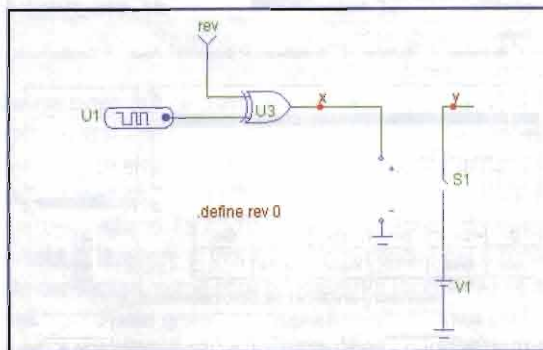 rev
U1
U3
x
y
S1
.define rev 0
+
-
V1